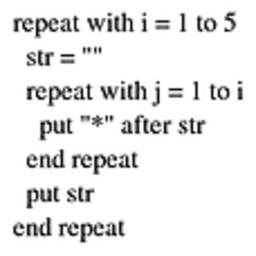 repeat with i = 1 to 5
str = ""
repeat with j = 1 to i
put "*" after str
end repeat
put str
end repeat